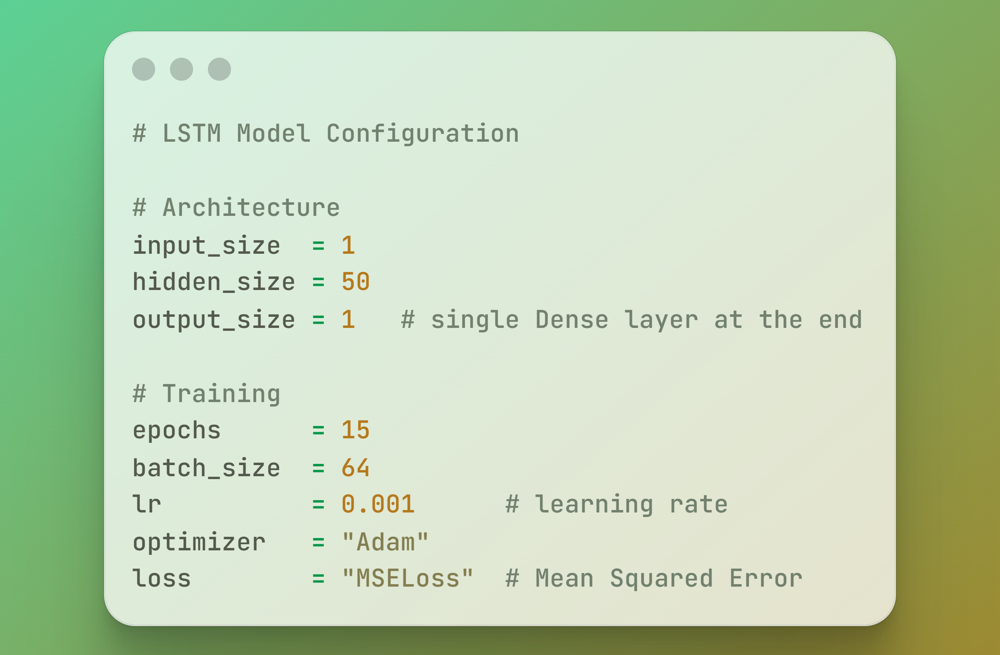 # LSTM Model Configuration

# Architecture
input_size  = 1
hidden_size = 50
output_size = 1   # single Dense layer at the end

# Training
epochs      = 15
batch_size  = 64
lr          = 0.001      # learning rate
optimizer   = "Adam"
loss        = "MSELoss"  # Mean Squared Error